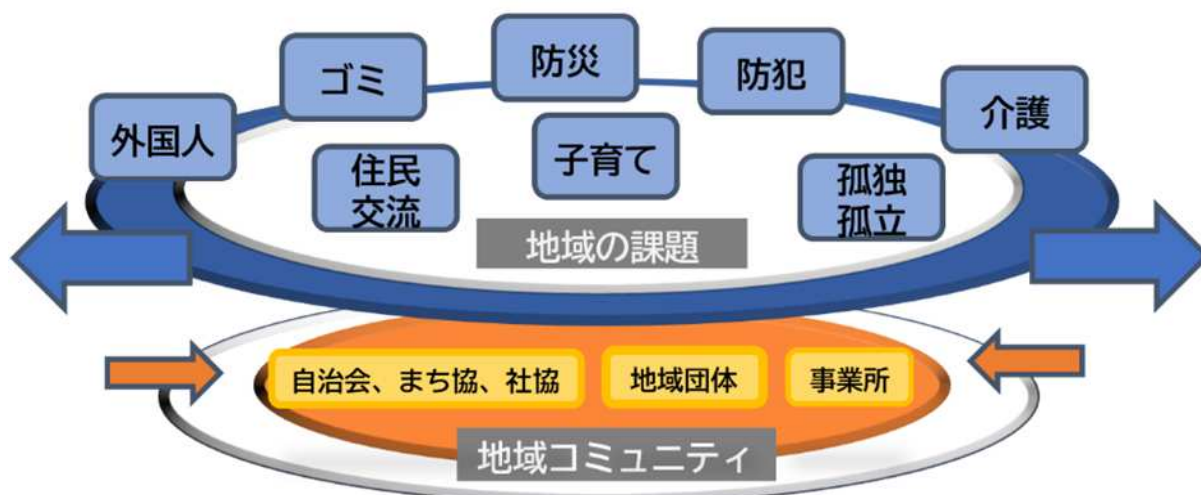 外国人
ゴミ
防災
防犯
介護
住民
交流
子育て
孤独
孤立
地域の課題
自治会、まち協、社協
地域団体
事業所
地域コミュニティ